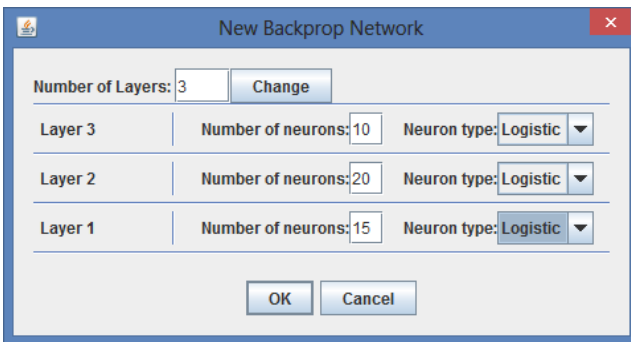 New Backprop Network
Number of Layers: 3 Change
Layer 3 Number of neurons: 10 Neuron type: Logistic
Layer 2 Number of neurons: 20 Neuron type: Logistic
Layer 1 Number of neurons: 15 Neuron type: Logistic
OK Cancel